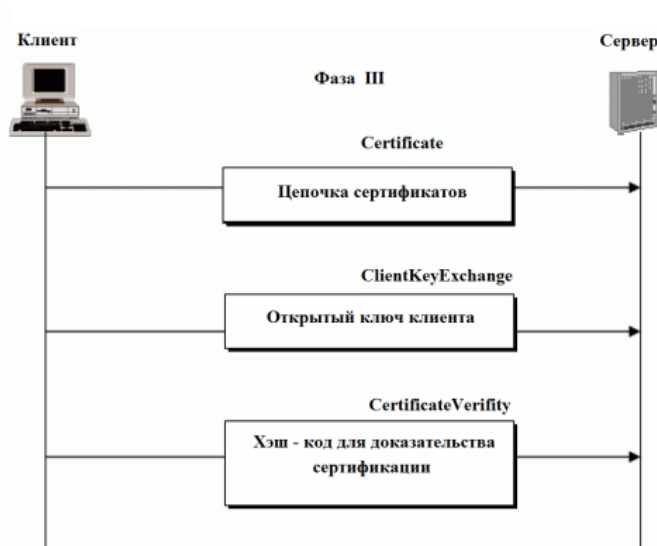 Клиент
Сервер
Фаза III
Certificate
Цепочка сертификатов
ClientKeyExchange
Открытый ключ клиента
CertificateVerifity
Хэш - код для доказательства
сертификации